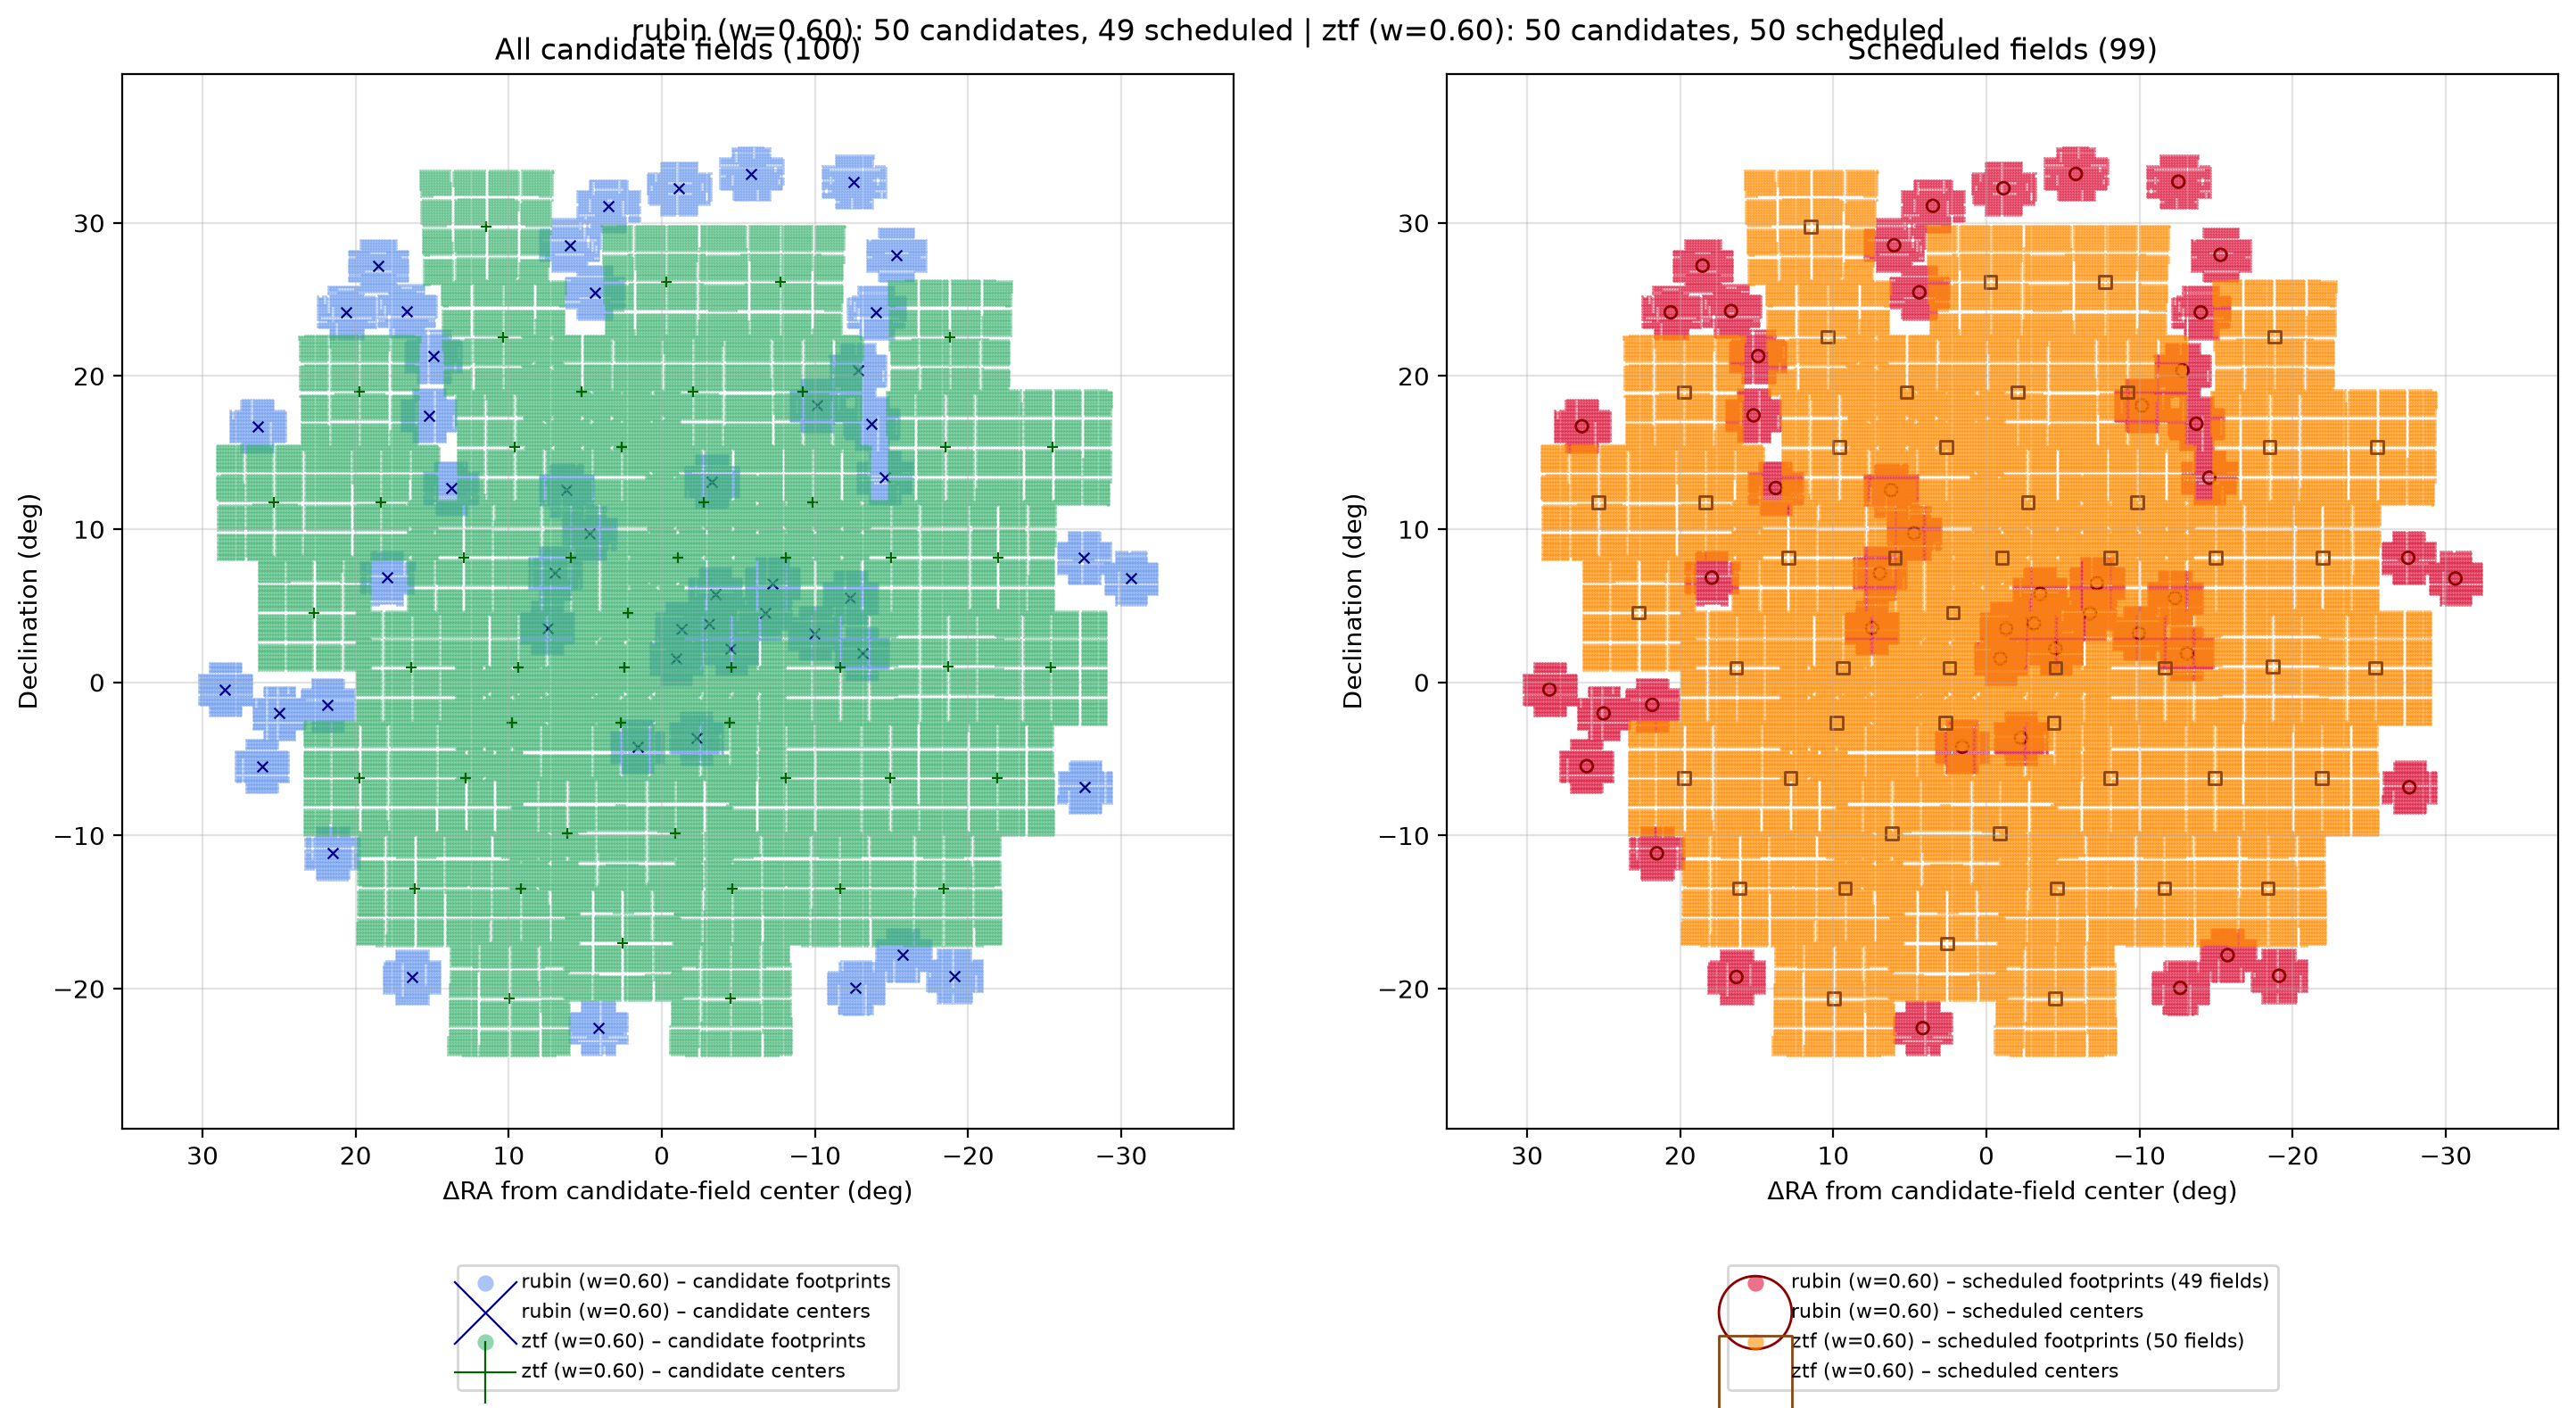 rubin (w=0.60): 50 candidates, 49 scheduled | ztf (w=0.60): 50 candidates, 50 scheduled
All candidate fields (100)
Declination (deg)
30
20
10
0
−10
−20
30 20 10 0 −10 −20 −30
ΔRA from candidate-field center (deg)
rubin (w=0.60) – candidate footprints
rubin (w=0.60) – candidate centers
ztf (w=0.60) – candidate footprints
ztf (w=0.60) – candidate centers
Scheduled fields (99)
Declination (deg)
30
20
10
0
−10
−20
30 20 10 0 −10 −20 −30
ΔRA from candidate-field center (deg)
rubin (w=0.60) – scheduled footprints (49 fields)
rubin (w=0.60) – scheduled centers
ztf (w=0.60) – scheduled footprints (50 fields)
ztf (w=0.60) – scheduled centers